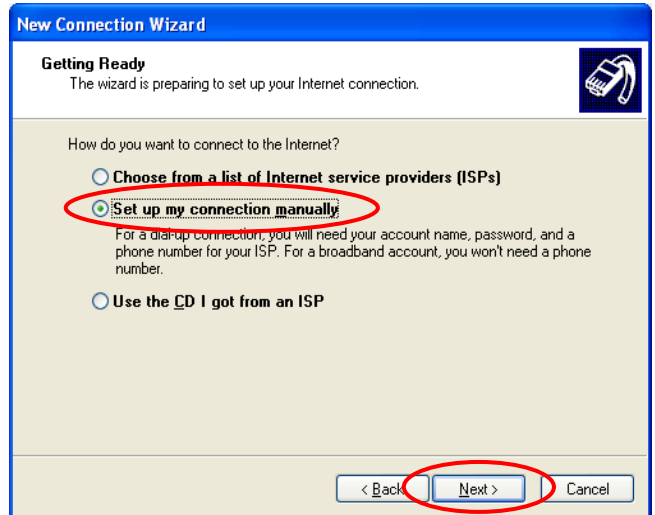 New Connection Wizard
Getting Ready
The wizard is preparing to set up your Internet connection.
How do you want to connect to the Internet?
Choose from a list of Internet service providers (ISPs)
Set up my connection manually
For a dial-up connection, you will need your account name, password, and a
phone number for your ISP. For a broadband account, you won't need a phone
number.
Use the CD I got from an ISP
< Back Next > Cancel